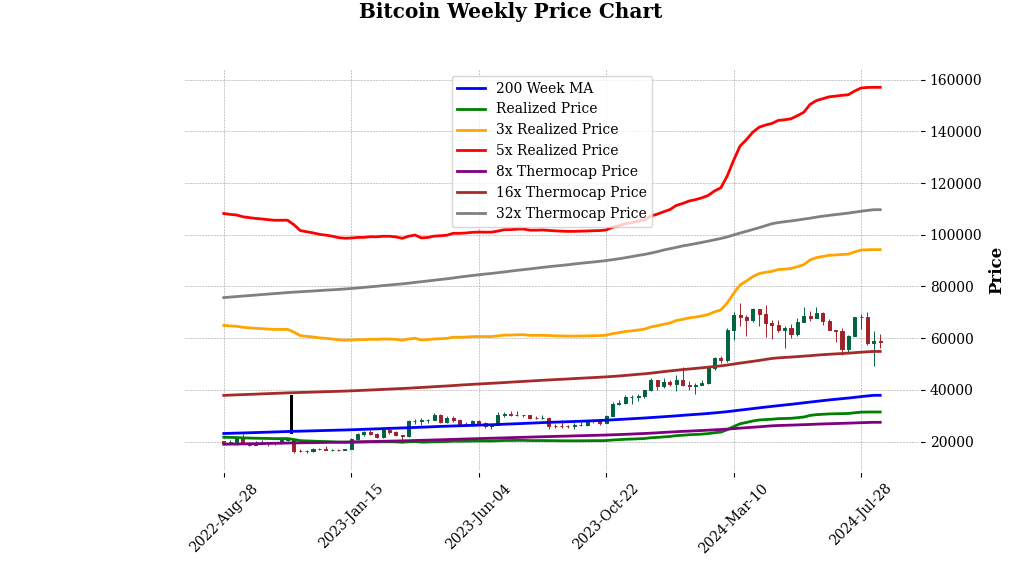 Bitcoin Weekly Price Chart
200 Week MA
Realized Price
3x Realized Price
5x Realized Price
8x Thermocap Price
16x Thermocap Price
32x Thermocap Price
160000
140000
120000
100000
80000
60000
40000
20000
Price
2022-Aug-28
2023-Jan-15
2023-Jun-04
2023-Oct-22
2024-Mar-10
2024-Jul-28